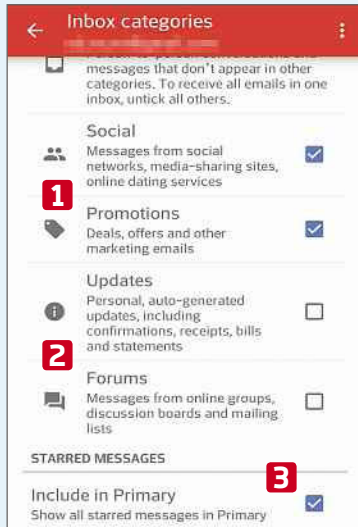 Inbox categories
messages that don't appear in other
categories. To receive all emails in one
inbox, untick all others.
Social
Messages from social
networks, media-sharing sites,
online dating services
1
Promotions
Deals, offers and other
marketing emails
Updates
Personal, auto-generated
updates, including
confirmations, receipts, bills
and statements
2
Forums
Messages from online groups,
discussion boards and mailing
lists
STARRED MESSAGES
3
Include in Primary
Show all starred messages in Primary